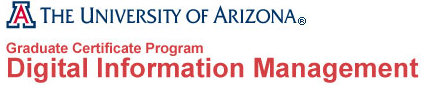 A THE UNIVERSITY OF ARIZONA®
Graduate Certificate Program
Digital Information Management